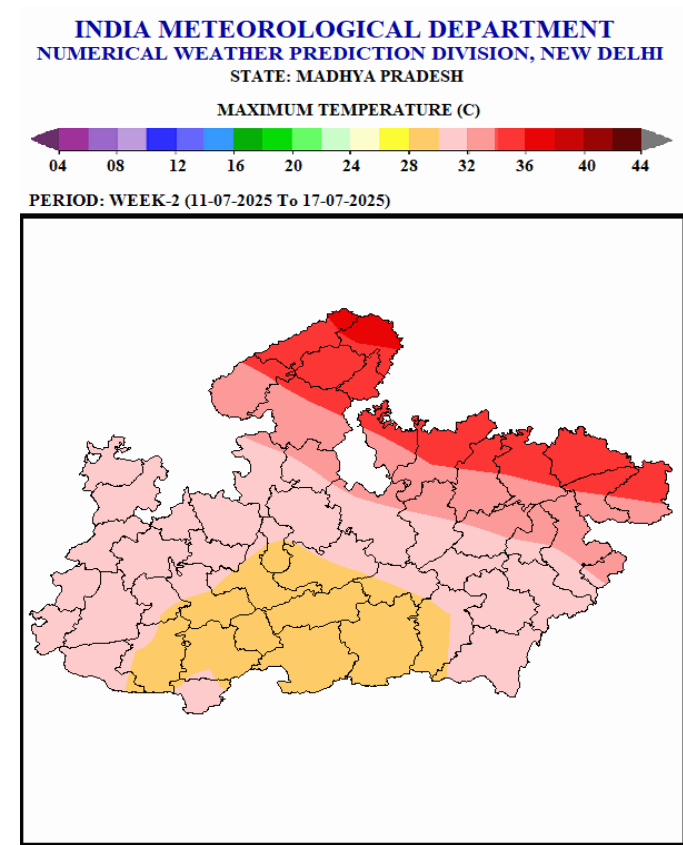 INDIA METEOROLOGICAL DEPARTMENT
NUMERICAL WEATHER PREDICTION DIVISION, NEW DELHI
STATE: MADHYA PRADESH
MAXIMUM TEMPERATURE (C)
04 08 12 16 20 24 28 32 36 40 44
PERIOD: WEEK-2 (11-07-2025 To 17-07-2025)